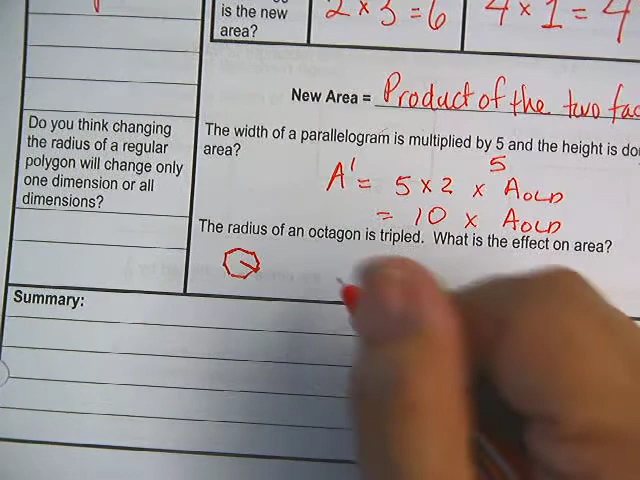 is the new
area?
2 × 3 = 6
4 × 1 = 4
New Area = Product of the two
Do you think changing
the radius of a regular
polygon will change only
one dimension or all
dimensions?
The width of a parallelogram is multiplied by 5 and the height is
area?
5
A' = 5 × 2 × AOLD
= 10 × AOLD
The radius of an octagon is tripled. What is the effect on area?
Summary: